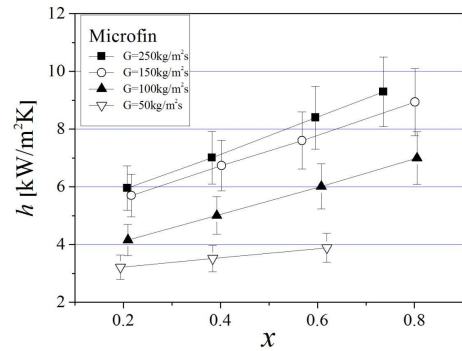 Microfin
G=250kg/m²s
G=150kg/m²s
G=100kg/m²s
G=50kg/m²s
12
10
8
6
4
2
h [kW/m²K]
0.2 0.4 0.6 0.8
x